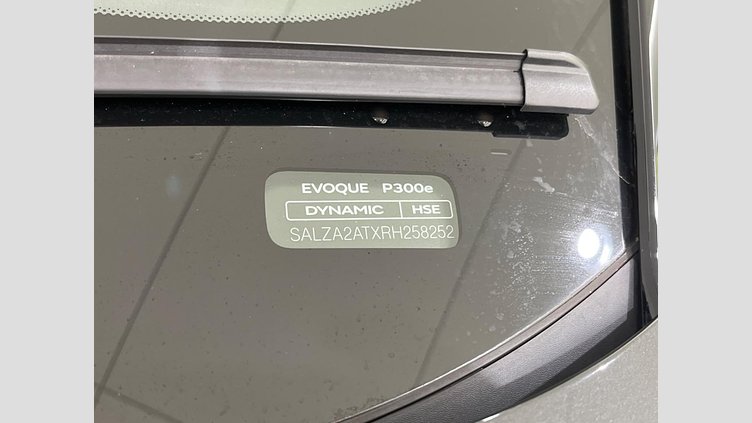 EVOQUE P300e
DYNAMIC HSE
SALZA2ATXRH258252